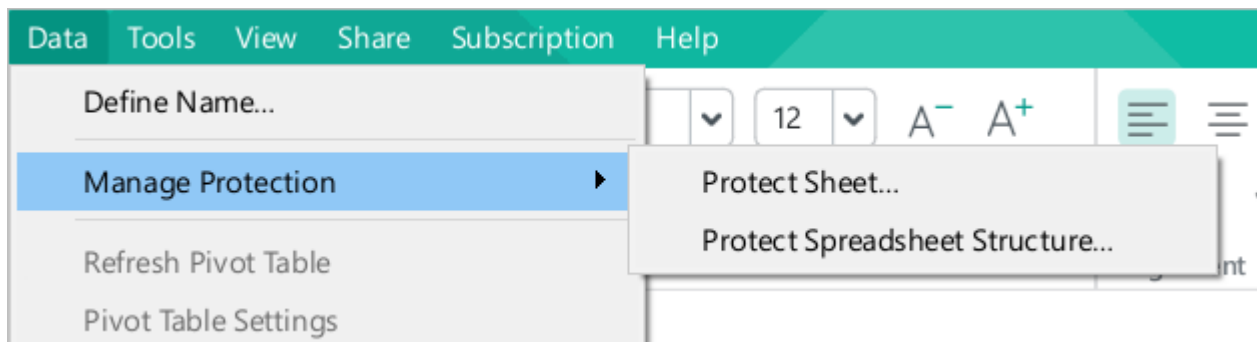 Data Tools View Share Subscription Help
Define Name...
12 A− A+
Manage Protection
Protect Sheet...
Protect Spreadsheet Structure...
Refresh Pivot Table
Pivot Table Settings